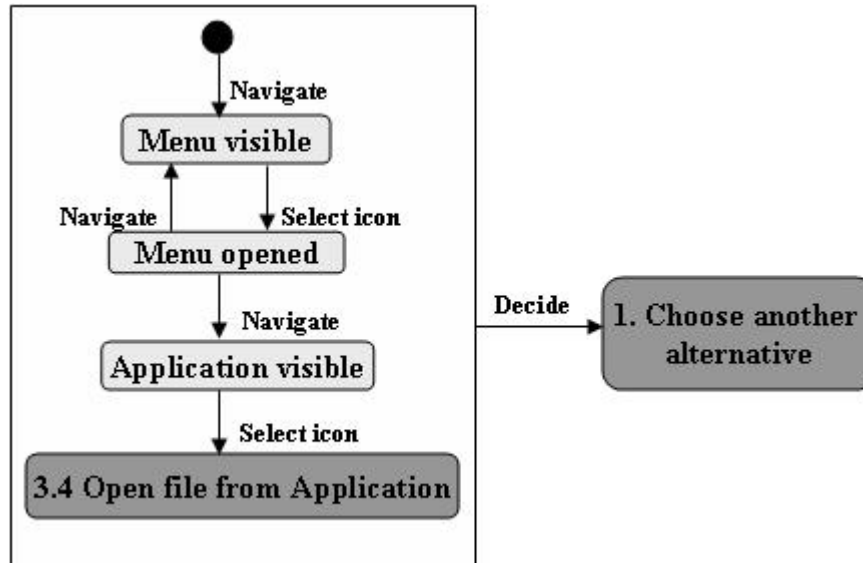 Navigate
Menu visible
Navigate
Select icon
Menu opened
Navigate
Application visible
Select icon
3.4 Open file from Application
Decide
1. Choose another
alternative